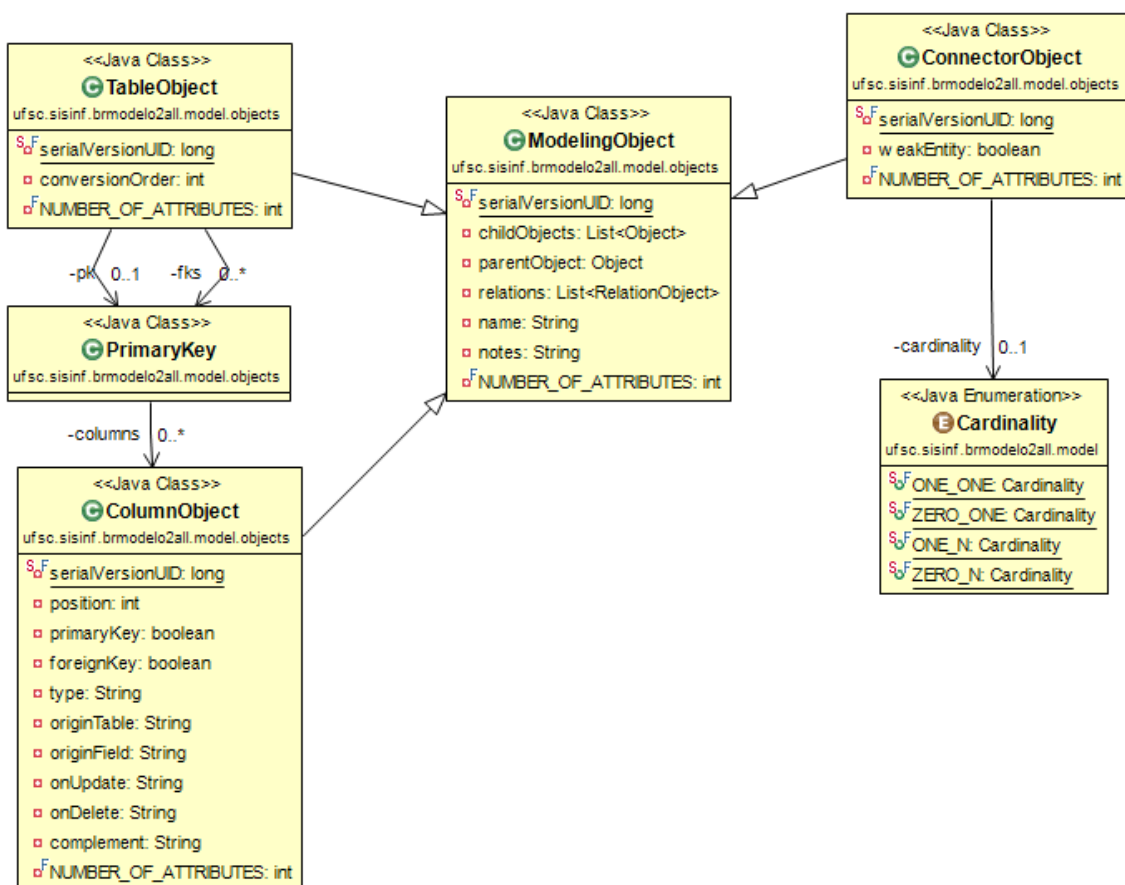 <<Java Class>>
TableObject
ufsc.sisinf.brmodelo2all.model.objects
serialVersionUID: long
conversionOrder: int
NUMBER_OF_ATTRIBUTES: int
-pk 0..1 -fks 0..*
<<Java Class>>
PrimaryKey
ufsc.sisinf.brmodelo2all.model.objects
-columns 0..*
<<Java Class>>
ColumnObject
ufsc.sisinf.brmodelo2all.model.objects
serialVersionUID: long
position: int
primaryKey: boolean
foreignKey: boolean
type: String
originTable: String
originField: String
onUpdate: String
onDelete: String
complement: String
NUMBER_OF_ATTRIBUTES: int
<<Java Class>>
ModelingObject
ufsc.sisinf.brmodelo2all.model.objects
serialVersionUID: long
childObjects: List<Object>
parentObject: Object
relations: List<RelationObject>
name: String
notes: String
NUMBER_OF_ATTRIBUTES: int
<<Java Class>>
ConnectorObject
ufsc.sisinf.brmodelo2all.model.objects
serialVersionUID: long
weakEntity: boolean
NUMBER_OF_ATTRIBUTES: int
-cardinality 0..1
<<Java Enumeration>>
Cardinality
ufsc.sisinf.brmodelo2all.model
ONE_ONE: Cardinality
ZERO_ONE: Cardinality
ONE_N: Cardinality
ZERO_N: Cardinality